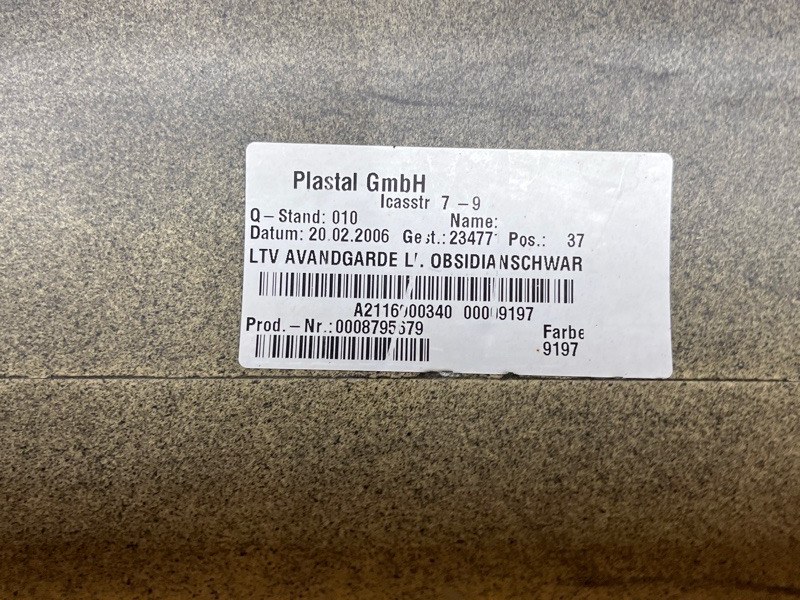 Plastal GmbH
Icasstr 7-9
Q-Stand: 010 Name:
Datum: 20.02.2006 Gest.: Pos.: 37
LTV AVANDGARDE OBSIDIANSCHWAR
Prod.-Nr.: Farbe
9197